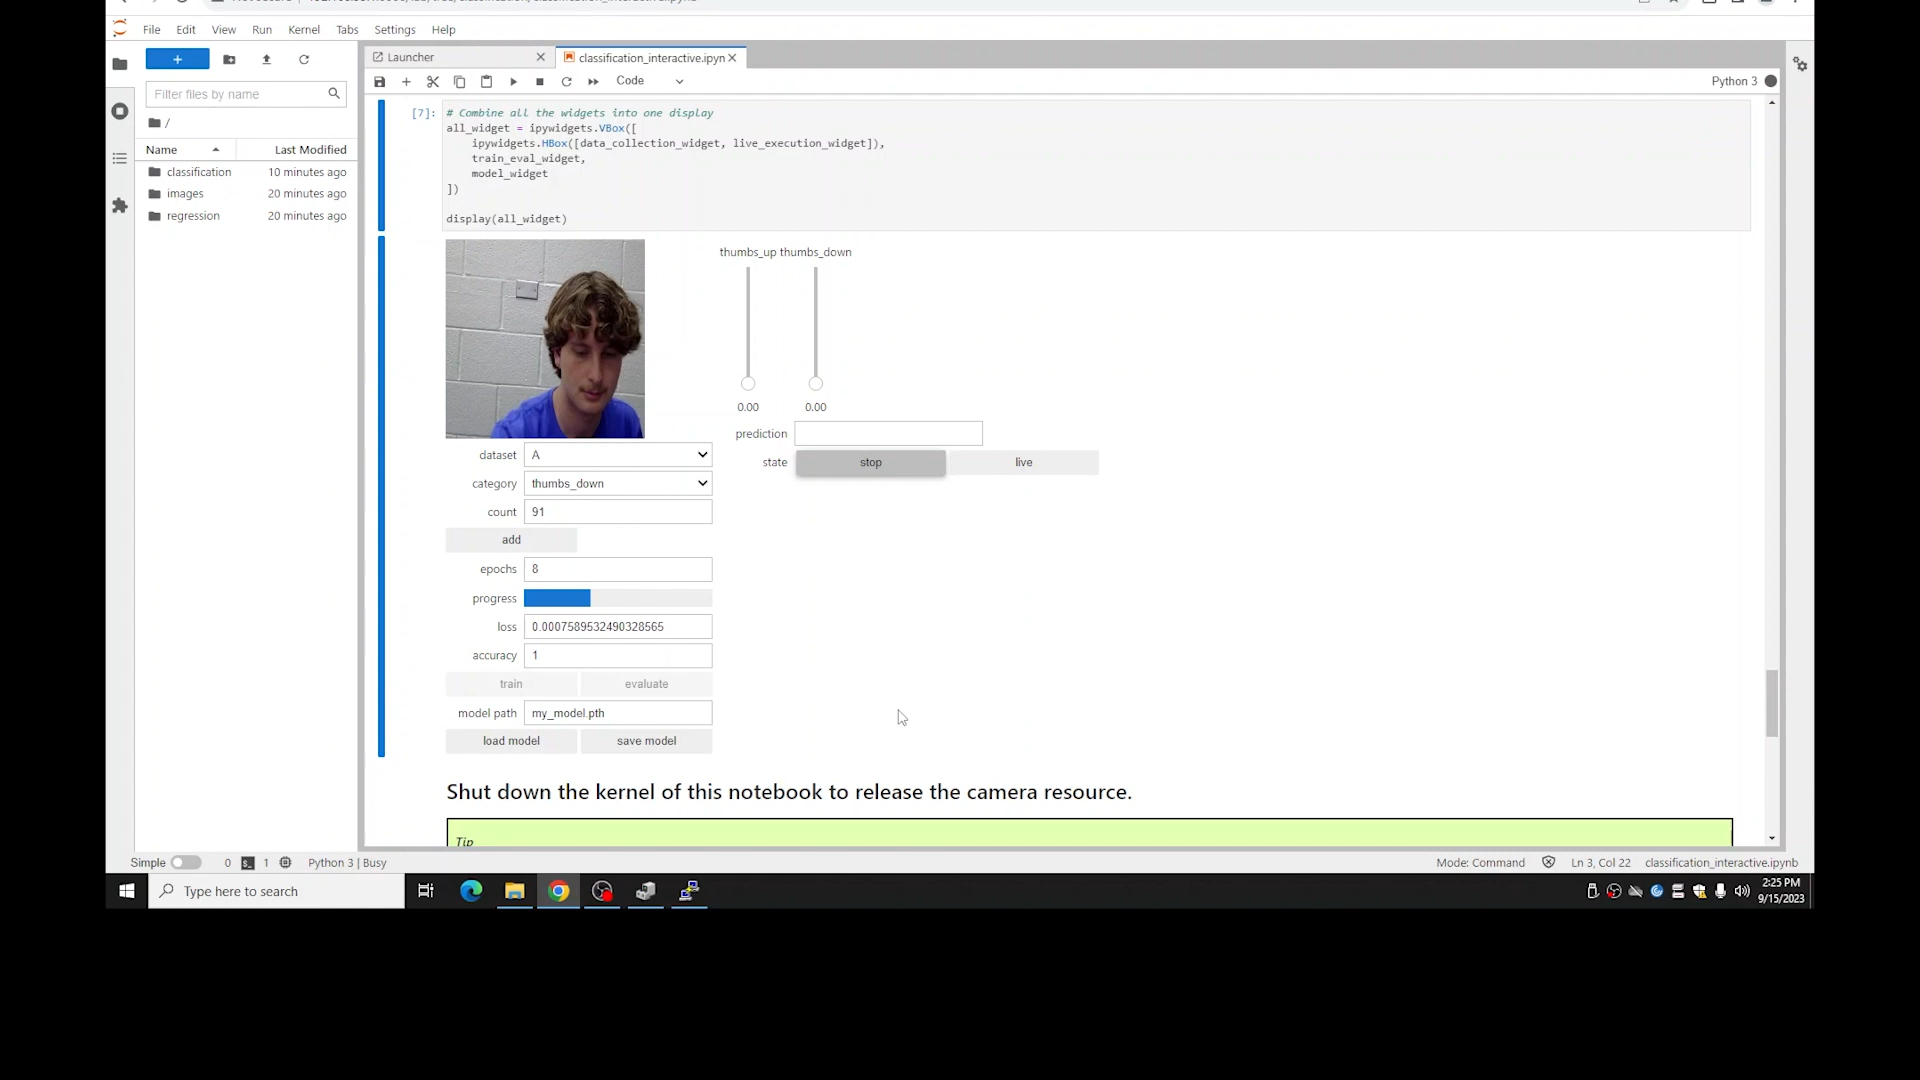 File Edit View Run Kernel Tabs Settings Help
Launcher
classification_interactive.ipyn
Code
Python 3
Filter files by name
/
Name Last Modified
classification 10 minutes ago
images 20 minutes ago
regression 20 minutes ago
[7]:
# Combine all the widgets into one display
all_widget = ipywidgets.VBox([
ipywidgets.HBox([data_collection_widget, live_execution_widget]),
train_eval_widget,
model_widget
])
display(all_widget)
thumbs_up thumbs_down
0.00 0.00
prediction
state stop live
dataset A
category thumbs_down
count 91
add
epochs 8
progress
loss 0.0007589532490328565
accuracy 1
train evaluate
model path my_model.pth
load model save model
Shut down the kernel of this notebook to release the camera resource.
Tip
Simple 0 1 Python 3 | Busy
Mode: Command Ln 3, Col 22 classification_interactive.ipynb
Type here to search
2:25 PM
9/15/2023